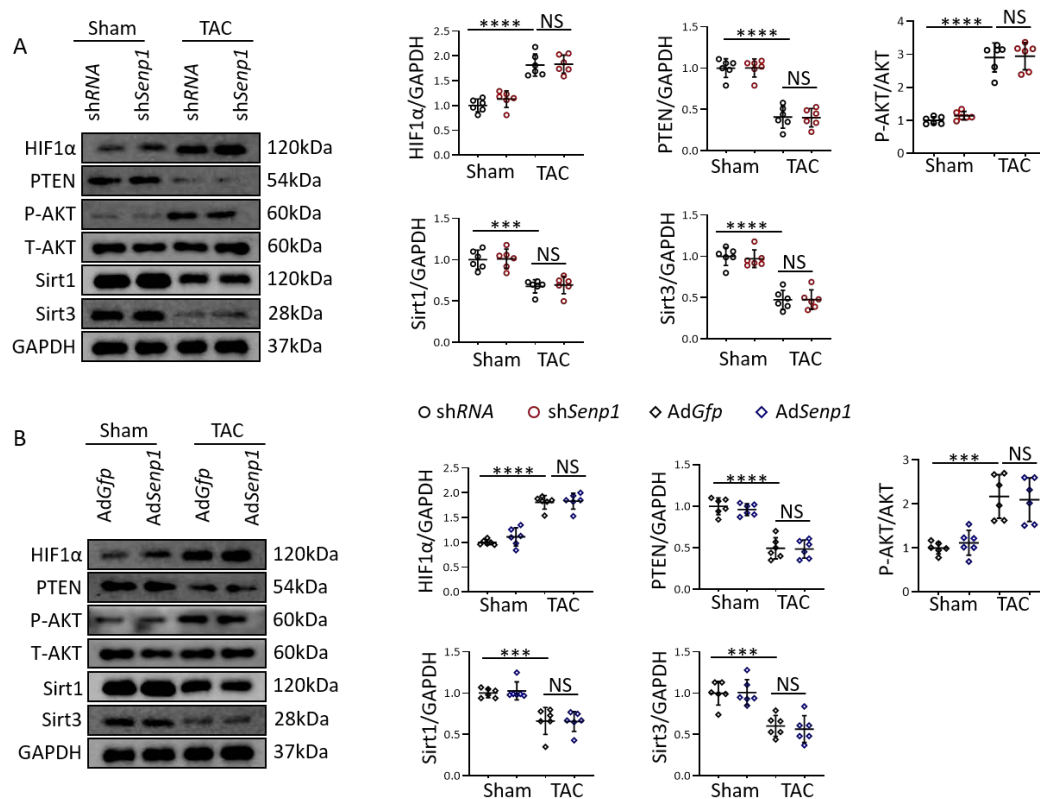 A
Sham TAC
shRNA shSenp1 shRNA shSenp1
HIF1α 120kDa
PTEN 54kDa
P-AKT 60kDa
T-AKT 60kDa
Sirt1 120kDa
Sirt3 28kDa
GAPDH 37kDa
HIF1α/GAPDH
2.5
2.0
1.5
1.0
0.5
0.0
**** NS
Sham TAC
PTEN/GAPDH
1.5
1.0
0.5
0.0
**** NS
Sham TAC
P-AKT/AKT
4
3
2
1
0
**** NS
Sham TAC
Sirt1/GAPDH
1.5
1.0
0.5
0.0
*** NS
Sham TAC
Sirt3/GAPDH
1.5
1.0
0.5
0.0
**** NS
Sham TAC
shRNA shSenp1 AdGfp AdSenp1
B
Sham TAC
AdGfp AdSenp1 AdGfp AdSenp1
HIF1α 120kDa
PTEN 54kDa
P-AKT 60kDa
T-AKT 60kDa
Sirt1 120kDa
Sirt3 28kDa
GAPDH 37kDa
HIF1α/GAPDH
2.5
2.0
1.5
1.0
0.5
0.0
**** NS
Sham TAC
PTEN/GAPDH
1.5
1.0
0.5
0.0
**** NS
Sham TAC
P-AKT/AKT
3
2
1
0
*** NS
Sham TAC
Sirt1/GAPDH
1.5
1.0
0.5
0.0
*** NS
Sham TAC
Sirt3/GAPDH
1.5
1.0
0.5
0.0
*** NS
Sham TAC